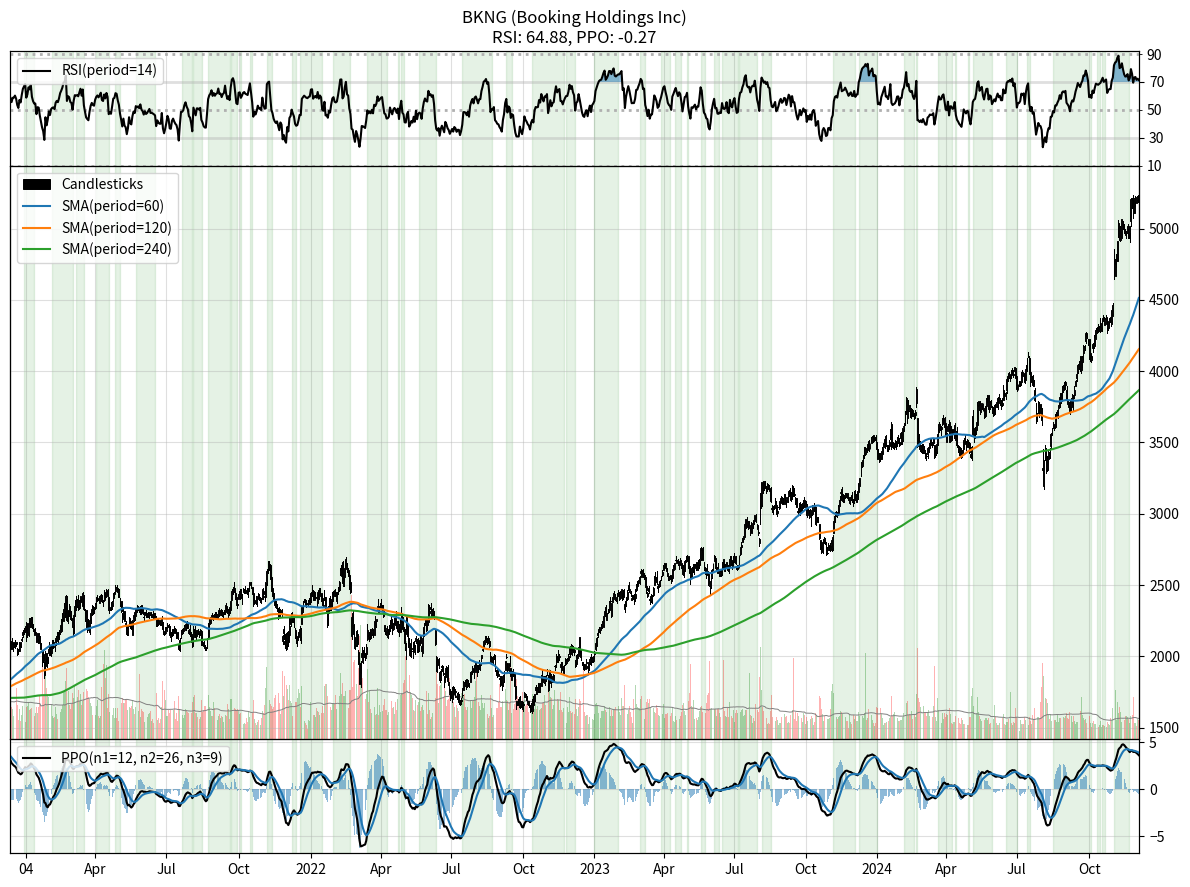 BKNG (Booking Holdings Inc)
RSI: 64.88, PPO: -0.27
RSI(period=14)
90
70
50
30
10
Candlesticks
SMA(period=60)
SMA(period=120)
SMA(period=240)
5000
4500
4000
3500
3000
2500
2000
1500
PPO(n1=12, n2=26, n3=9)
5
0
−5
04 Apr Jul Oct 2022 Apr Jul Oct 2023 Apr Jul Oct 2024 Apr Jul Oct